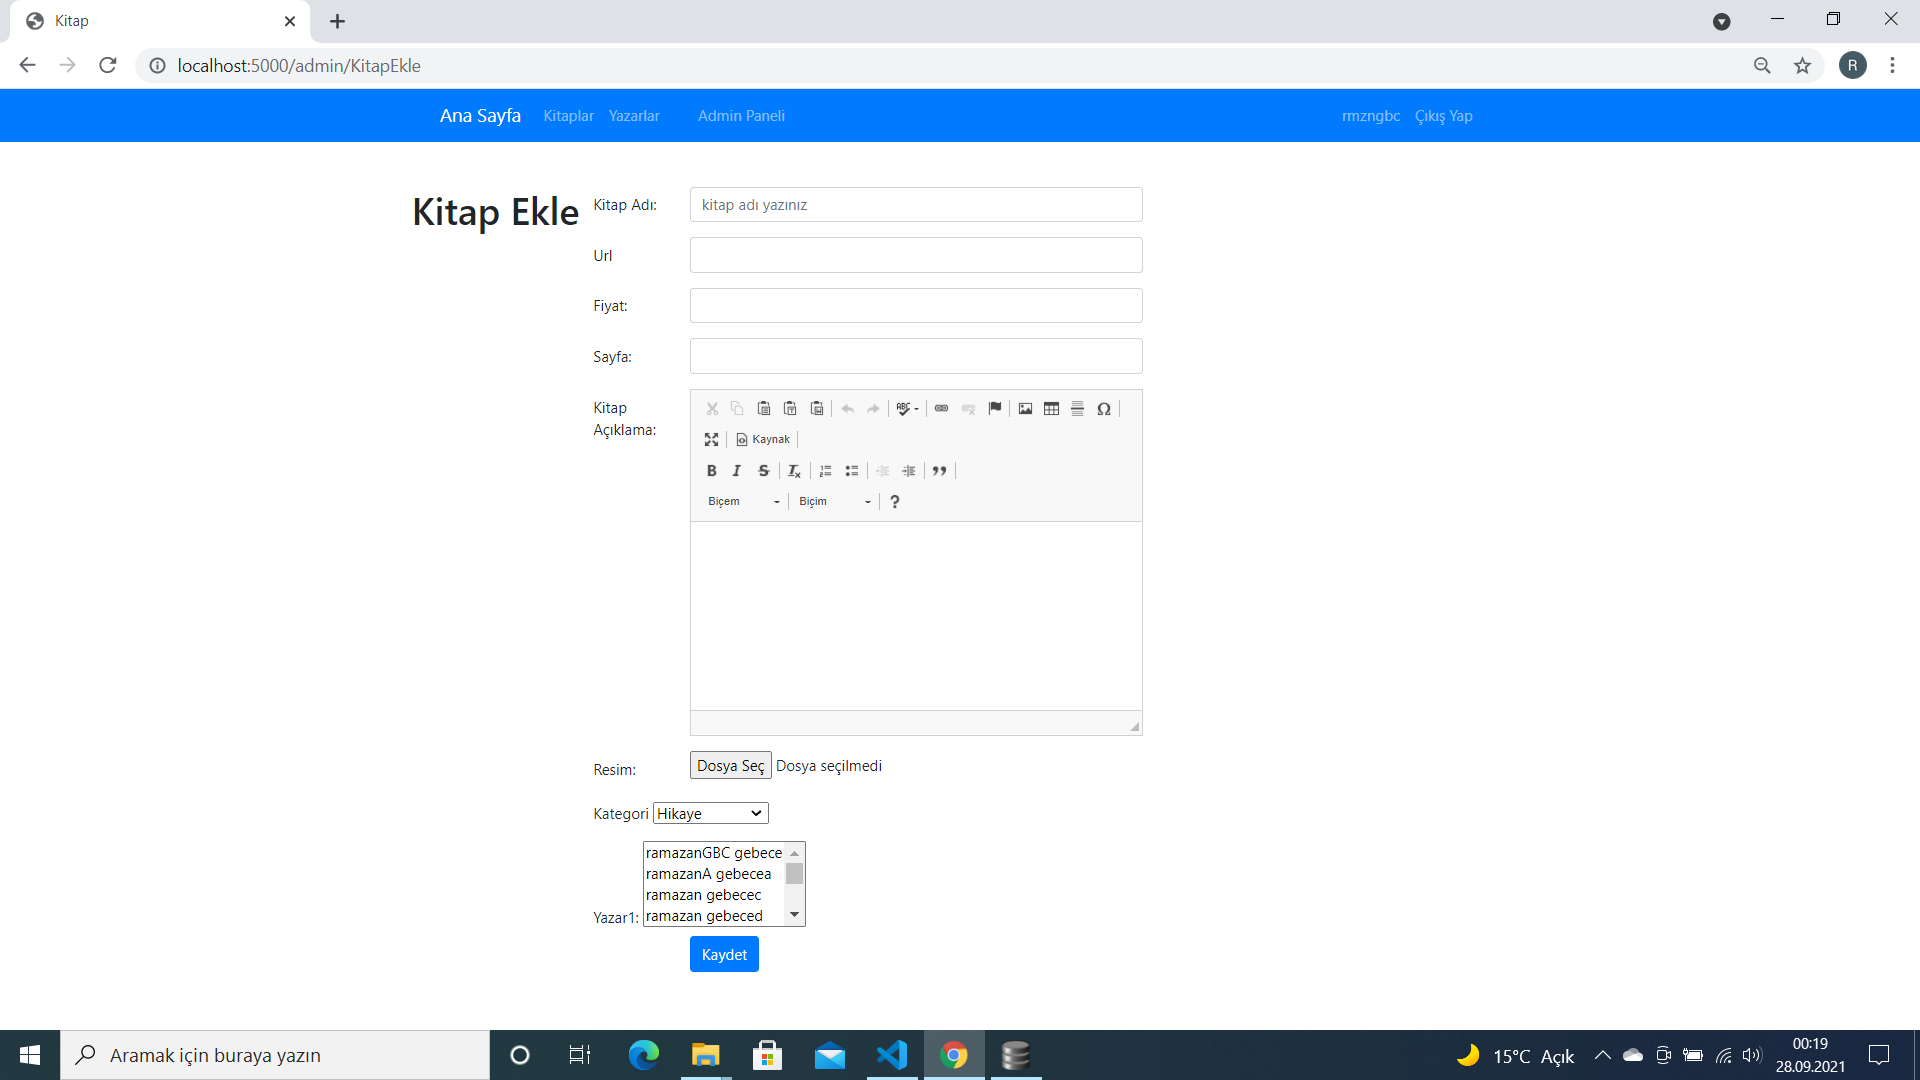 Kitap
localhost:5000/admin/KitapEkle
R
Ana Sayfa Kitaplar Yazarlar Admin Paneli rmzngbc Çıkış Yap
Kitap Ekle
Kitap Adı: kitap adı yazınız
Url
Fiyat:
Sayfa:
Kitap
Açıklama:
ABC
Kaynak
B I S Ix
Biçem Biçim ?
Resim: Dosya Seç Dosya seçilmedi
Kategori Hikaye
ramazanGBC gebece
ramazanA gebecea
ramazan gebecec
ramazan gebeced
Yazar1:
Kaydet
Aramak için buraya yazın
15°C Açık
00:19
28.09.2021